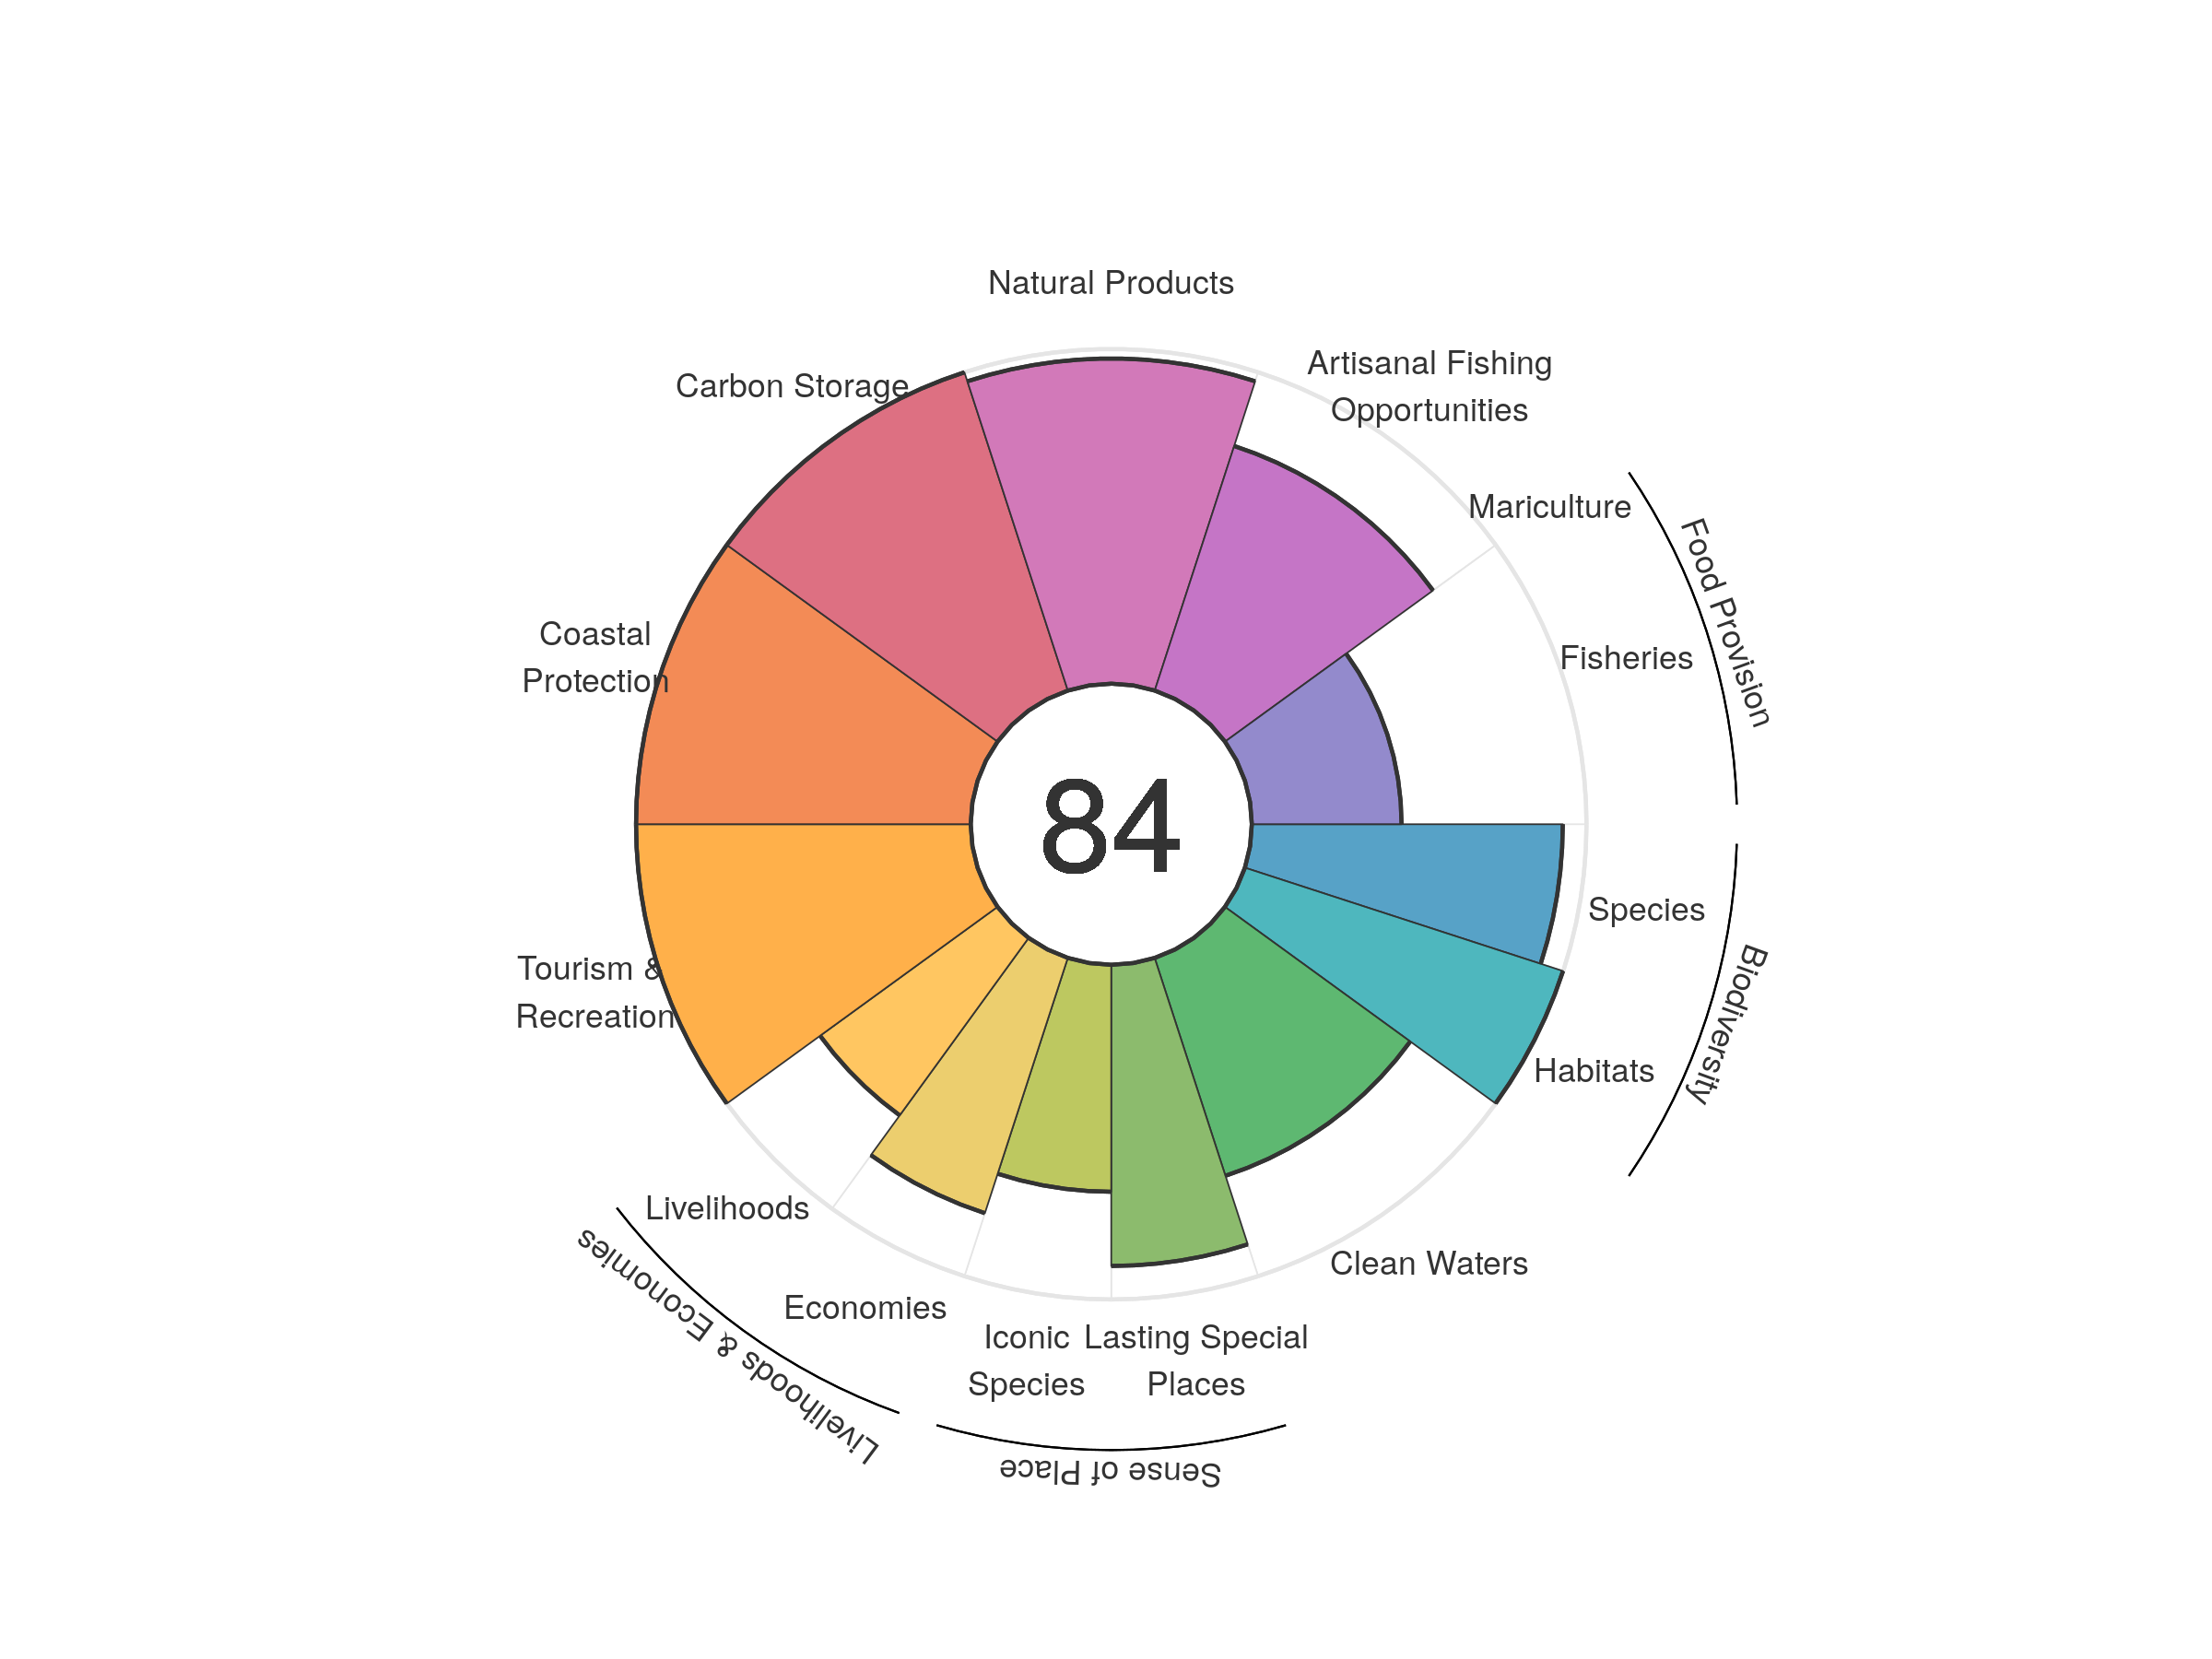 Natural Products
Artisanal Fishing
Opportunities
Carbon Storage
Mariculture
Food Provision
Coastal
Protection
Fisheries
84
Species
Biodiversity
Tourism &
Recreation
Habitats
Livelihoods
Clean Waters
Economies
Livelihoods & Economies
Iconic
Species
Lasting Special
Places
Sense of Place